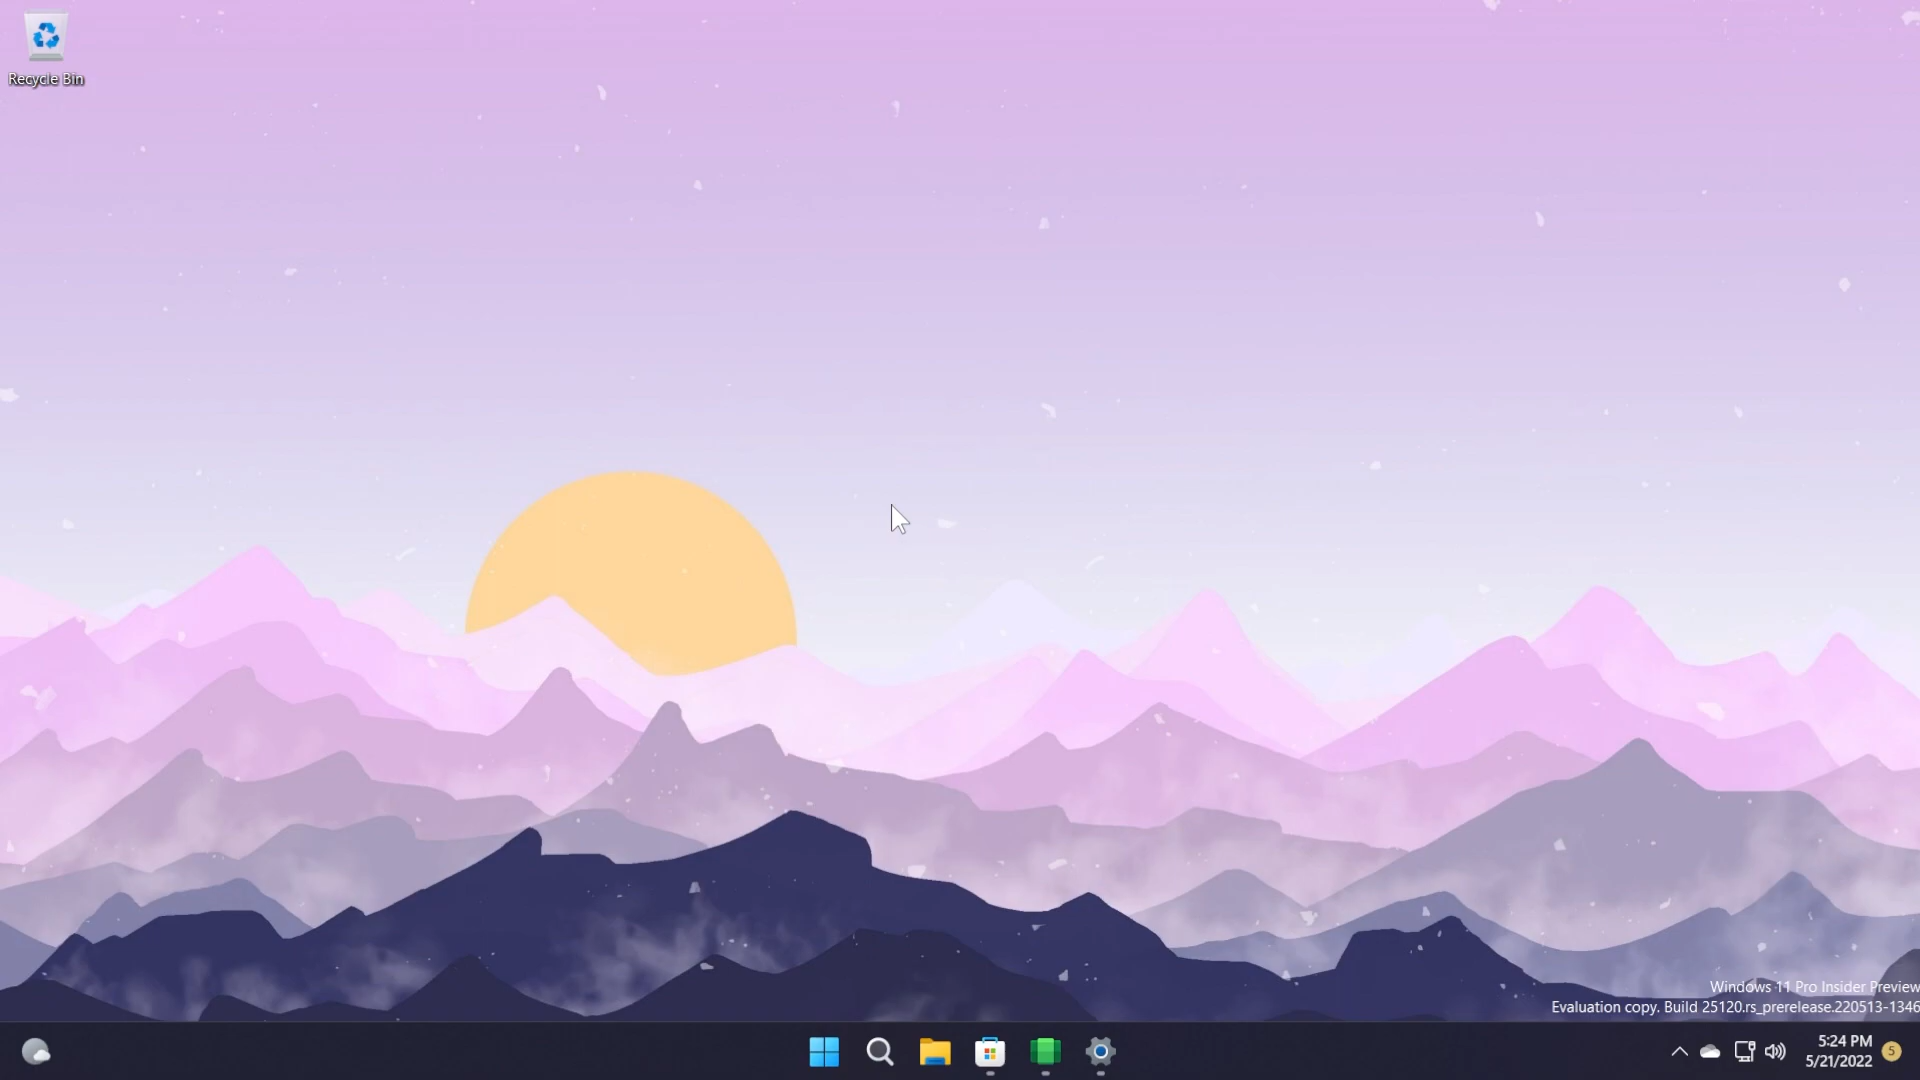 Recycle Bin
Windows 11 Pro Insider Preview
Evaluation copy. Build 25120.rs_prerelease.220513-1346
5:24 PM
5/21/2022
5